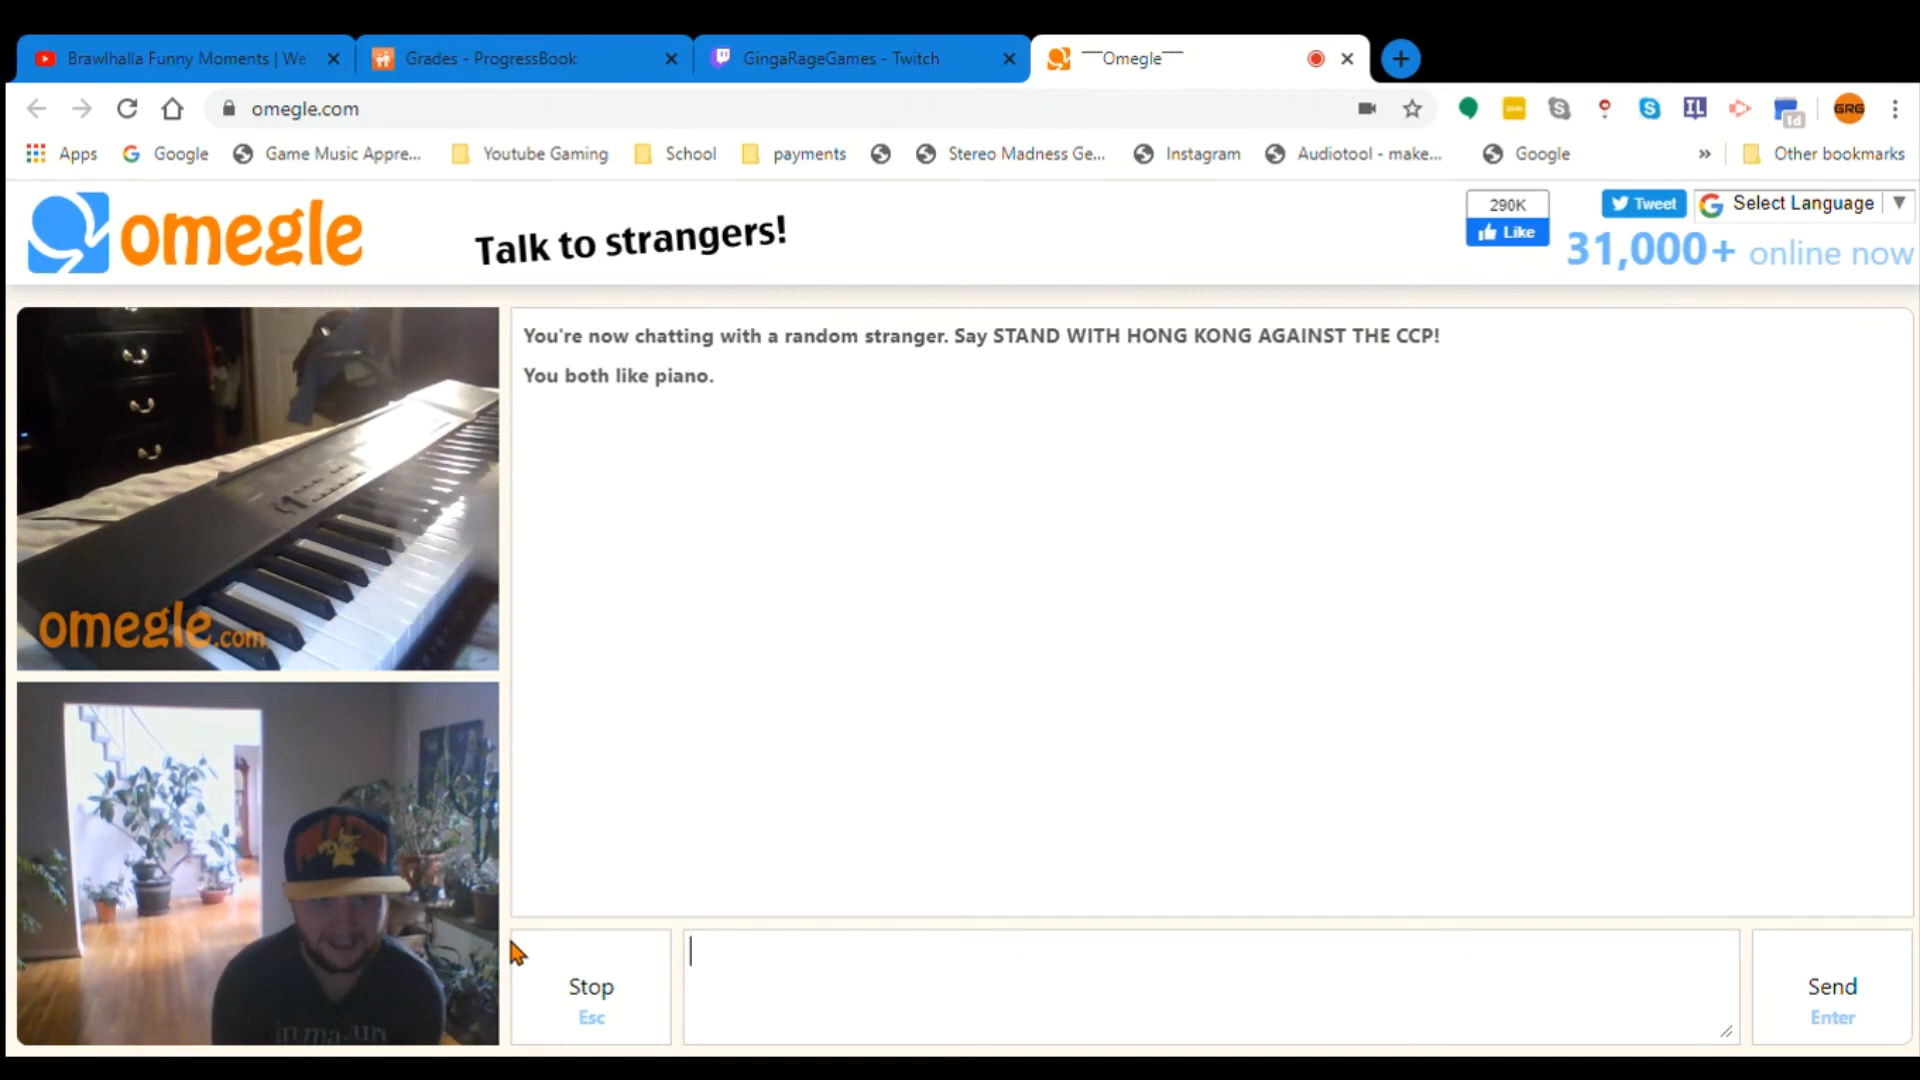 Brawlhalla Funny Moments | We'
Grades - ProgressBook
GingaRageGames - Twitch
Omegle
omegle.com
1d
GRG
Apps
Google
Game Music Appre...
Youtube Gaming
School
payments
Stereo Madness Ge...
Instagram
Audiotool - make...
Google
»
Other bookmarks
omegle
Talk to strangers!
290K
Like
Tweet
Select Language
31,000+ online now
You're now chatting with a random stranger. Say STAND WITH HONG KONG AGAINST THE CCP!
You both like piano.
omegle.com
Stop
Esc
Send
Enter